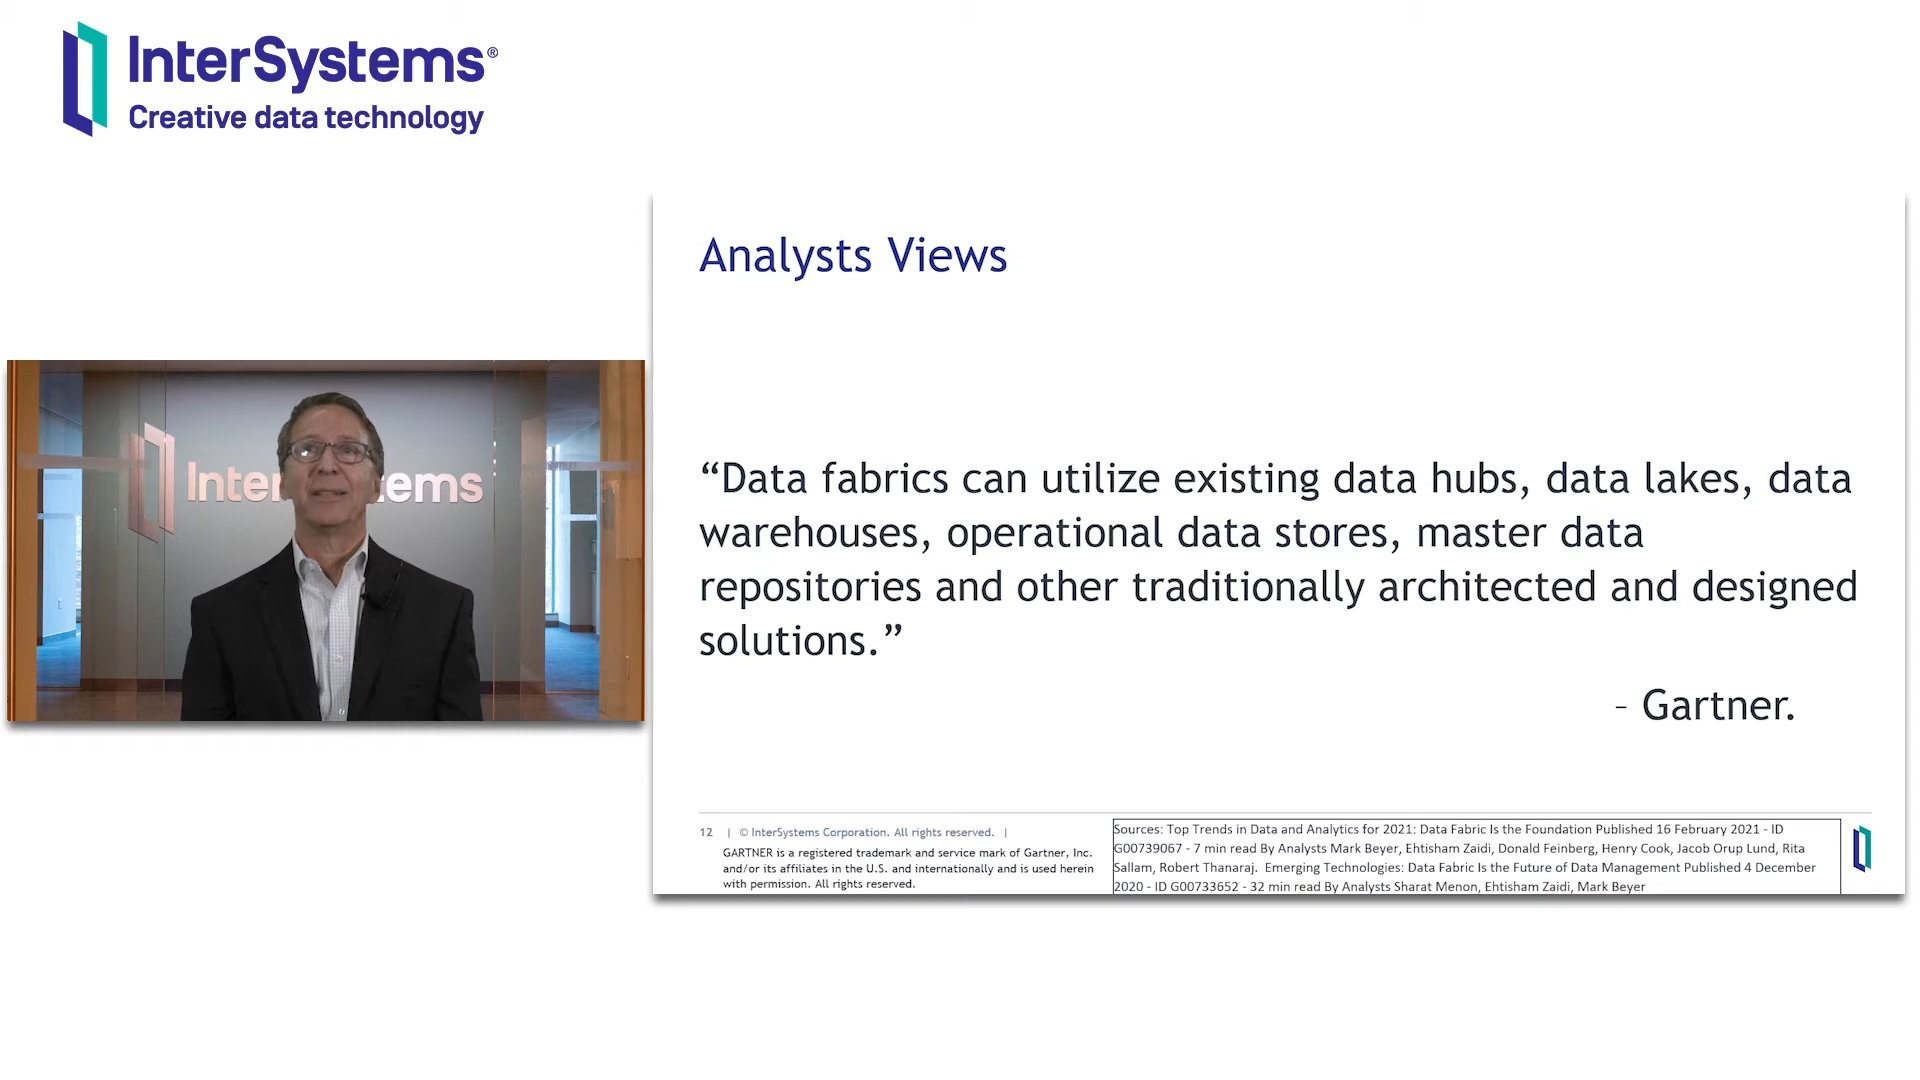 InterSystems®
Creative data technology
Analysts Views
Inter ems
“Data fabrics can utilize existing data hubs, data lakes, data
warehouses, operational data stores, master data
repositories and other traditionally architected and designed
solutions.”
– Gartner.
12 | © InterSystems Corporation. All rights reserved. |
GARTNER is a registered trademark and service mark of Gartner, Inc.
and/or its affiliates in the U.S. and internationally and is used herein
with permission. All rights reserved.
Sources: Top Trends in Data and Analytics for 2021: Data Fabric Is the Foundation Published 16 February 2021 - ID
G00739067 - 7 min read By Analysts Mark Beyer, Ehtisham Zaidi, Donald Feinberg, Henry Cook, Jacob Orup Lund, Rita
Sallam, Robert Thanaraj.  Emerging Technologies: Data Fabric Is the Future of Data Management Published 4 December
2020 - ID G00733652 - 32 min read By Analysts Sharat Menon, Ehtisham Zaidi, Mark Beyer